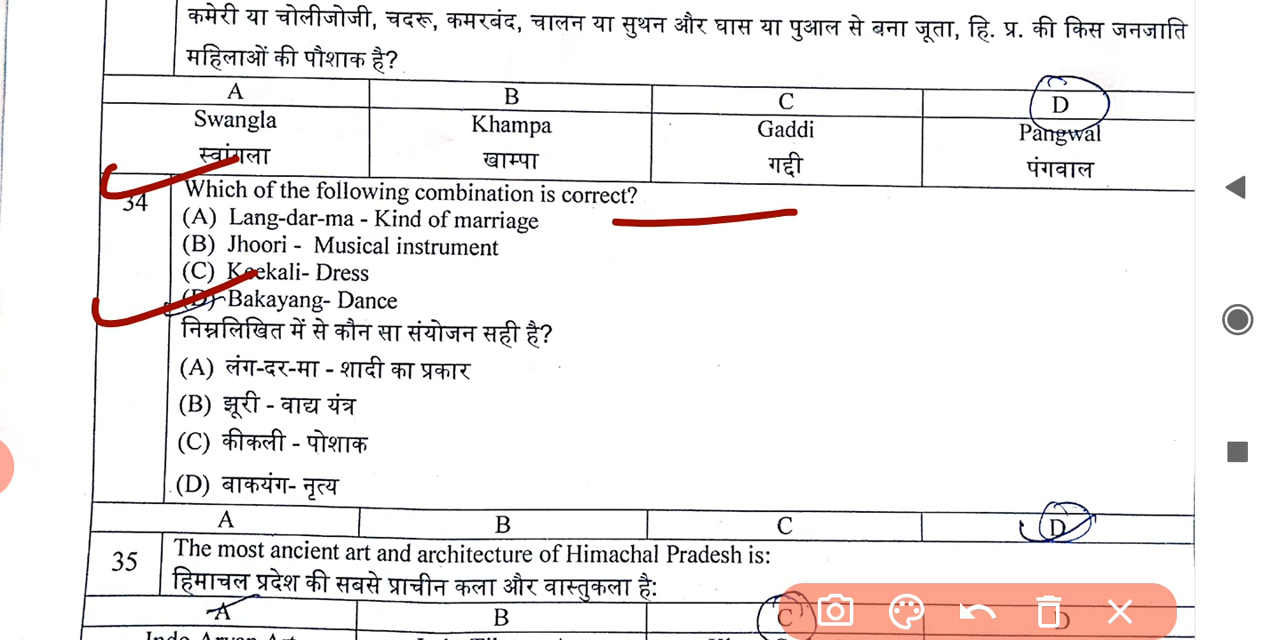 कमेरी या चोलीजोजी, चदरू, कमरबंद, चालन या सुथन और घास या पुआल से बना जूता, हि. प्र. की किस जनजाति
महिलाओं की पौशाक है?
A B C D
Swangla Khampa Gaddi Pangwal
स्वांगला खाम्पा गद्दी पंगवाल
34 Which of the following combination is correct?
(A) Lang-dar-ma - Kind of marriage
(B) Jhoori - Musical instrument
(C) Keekali- Dress
(D) Bakayang- Dance
निम्नलिखित में से कौन सा संयोजन सही है?
(A) लंग-दर-मा - शादी का प्रकार
(B) झूरी - वाद्य यंत्र
(C) कीकली - पोशाक
(D) बाकयंग- नृत्य
A B C D
35 The most ancient art and architecture of Himachal Pradesh is:
हिमाचल प्रदेश की सबसे प्राचीन कला और वास्तुकला है:
A B C D